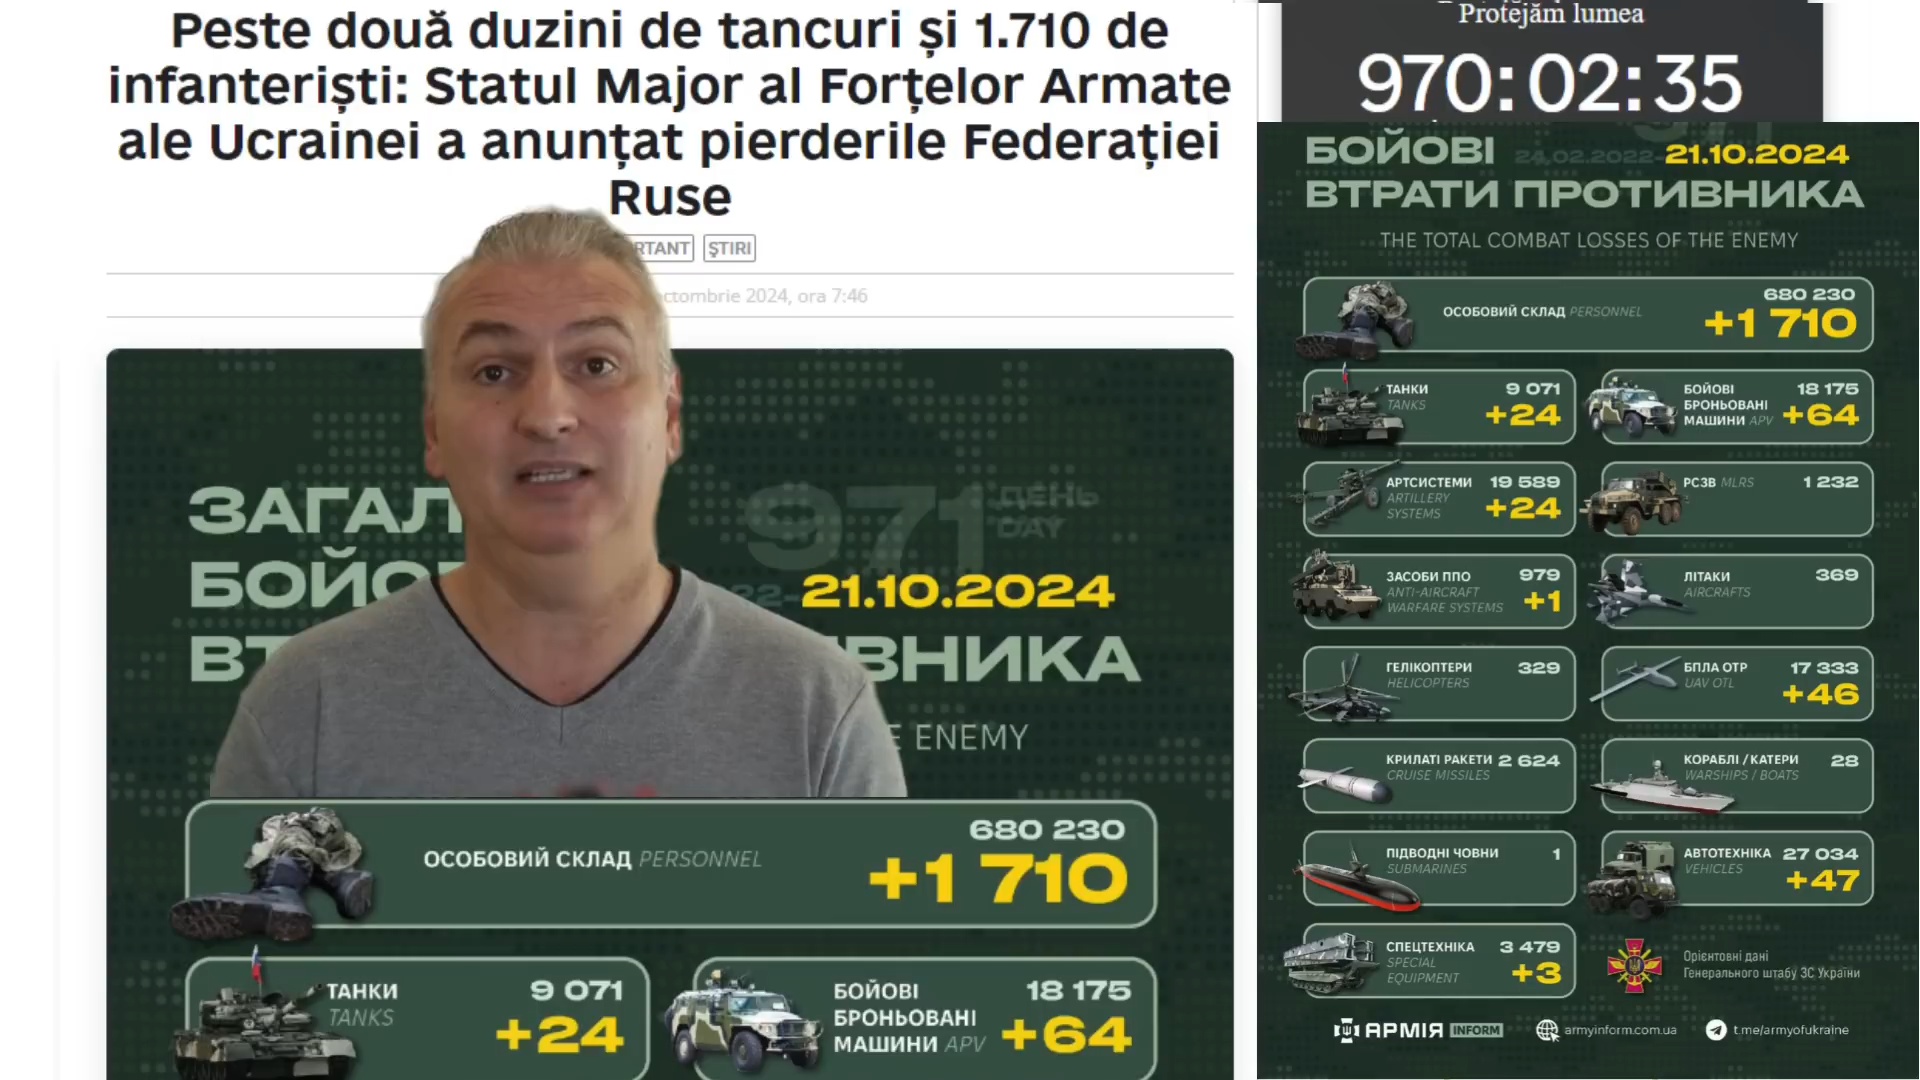 Peste două duzini de tancuri și 1.710 de
infanteriști: Statul Major al Forțelor Armate
ale Ucrainei a anunțat pierderile Federației
Ruse
ŞTIRI
2024, ora 7:46
971 ДЕНЬ
DAY
21.10.2024
ENEMY
680 230
ОСОБОВИЙ СКЛАД PERSONNEL
+1 710
ТАНКИ
TANKS
9 071
+24
БОЙОВІ
БРОНЬОВАНІ
МАШИНИ APV
18 175
+64
Protejăm lumea
970:02:35
БОЙОВІ 24.02.2022-21.10.2024
ВТРАТИ ПРОТИВНИКА
THE TOTAL COMBAT LOSSES OF THE ENEMY
680 230
ОСОБОВИЙ СКЛАД PERSONNEL
+1 710
ТАНКИ
TANKS
9 071
+24
БОЙОВІ
БРОНЬОВАНІ
МАШИНИ APV
18 175
+64
АРТСИСТЕМИ
ARTILLERY
SYSTEMS
19 589
+24
РСЗВ MLRS
1 232
ЗАСОБИ ППО
ANTI-AIRCRAFT
WARFARE SYSTEMS
979
+1
ЛІТАКИ
AIRCRAFTS
369
ГЕЛІКОПТЕРИ
HELICOPTERS
329
БПЛА ОТР
UAV OTL
17 333
+46
КРИЛАТІ РАКЕТИ
CRUISE MISSILES
2 624
КОРАБЛІ / КАТЕРИ
WARSHIPS / BOATS
28
ПІДВОДНІ ЧОВНИ
SUBMARINES
1
АВТОТЕХНІКА
VEHICLES
27 034
+47
СПЕЦТЕХНІКА
SPECIAL
EQUIPMENT
3 479
+3
Орієнтовні дані
Генерального штабу ЗС України
АРМІЯ INFORM
armyinform.com.ua
t.me/armyofukraine